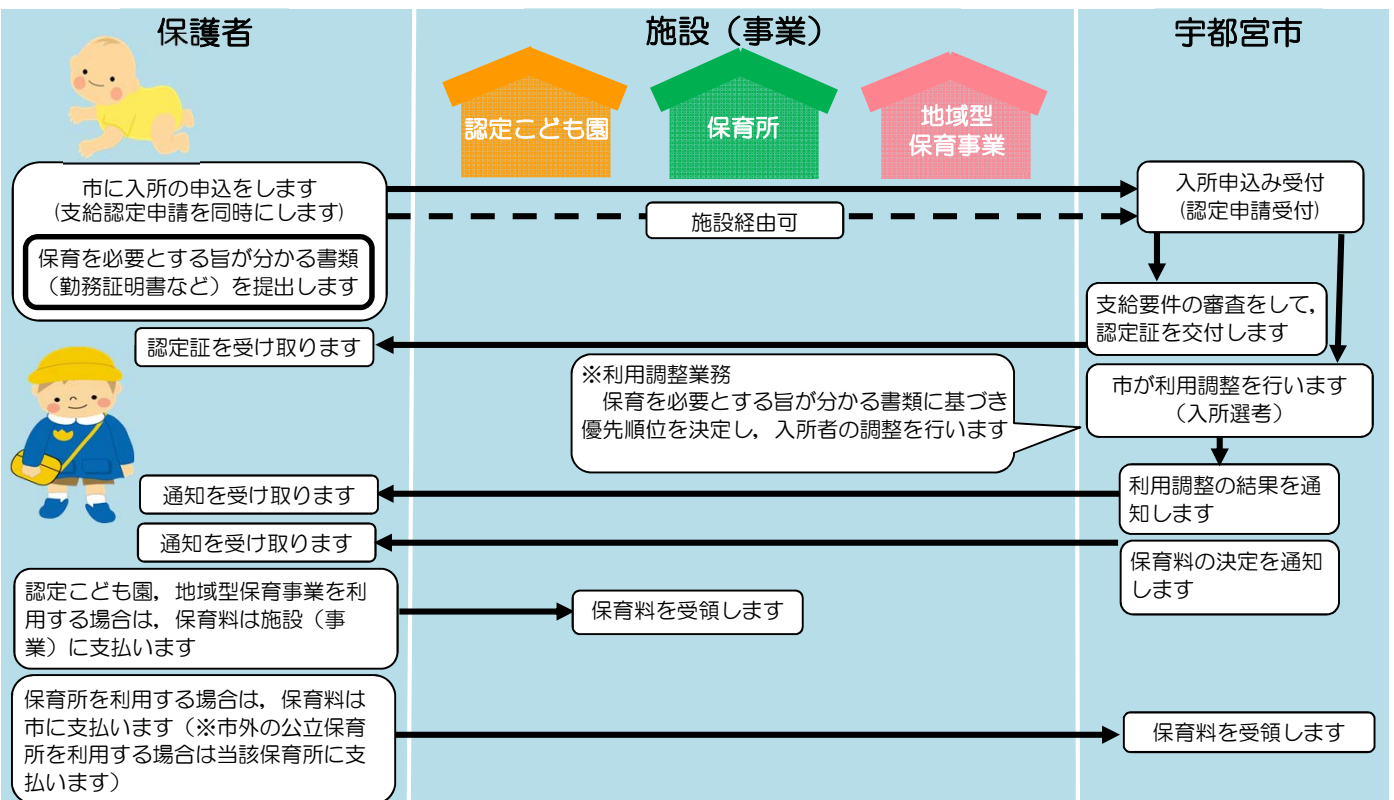 保護者
施設（事業）
宇都宮市
認定こども園
保育所
地域型
保育事業
市に入所の申込をします
(支給認定申請を同時にします)
保育を必要とする旨が分かる書類
（勤務証明書など）を提出します
施設経由可
入所申込み受付
(認定申請受付)
支給要件の審査をして，
認定証を交付します
認定証を受け取ります
※利用調整業務
保育を必要とする旨が分かる書類に基づき
優先順位を決定し，入所者の調整を行います
市が利用調整を行います
（入所選考）
通知を受け取ります
利用調整の結果を通
知します
通知を受け取ります
保育料の決定を通知
します
認定こども園，地域型保育事業を利
用する場合は，保育料は施設（事
業）に支払います
保育料を受領します
保育所を利用する場合は，保育料は
市に支払います（※市外の公立保育
所を利用する場合は当該保育所に支
払います）
保育料を受領します